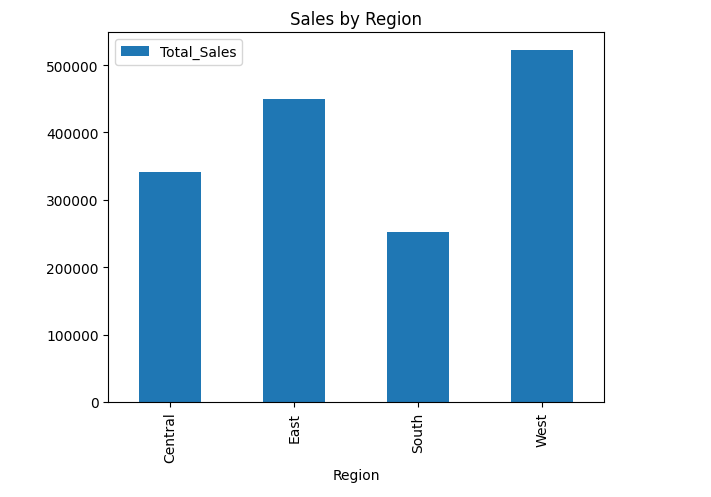 Sales by Region
Total_Sales
500000
400000
300000
200000
100000
0
Central
East
South
West
Region